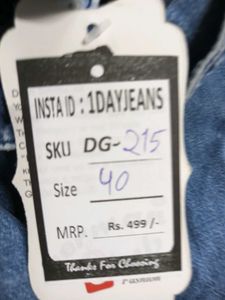 INSTA ID : 1DAYJEANS
SKU DG-215
Size 40
MRP. Rs. 499 /-
Thanks For Choosing